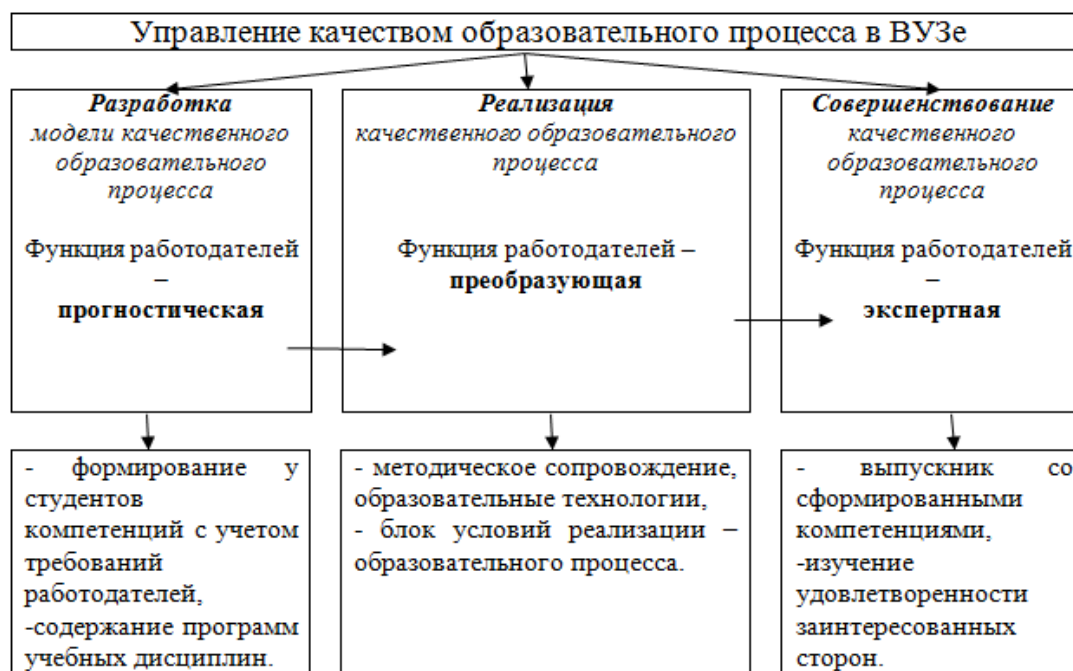 Управление качеством образовательного процесса в ВУЗе
Разработка
модели качественного
образовательного
процесса
Функция работодателей
–
прогностическая
Реализация
качественного образовательного
процесса
Функция работодателей –
преобразующая
Совершенствование
качественного
образовательного
процесса
Функция работодателей
–
экспертная
- формирование у
студентов
компетенций с учетом
требований
работодателей,
-содержание программ
учебных дисциплин.
- методическое сопровождение,
образовательные технологии,
- блок условий реализации –
образовательного процесса.
- выпускник со
сформированными
компетенциями,
-изучение
удовлетворенности
заинтересованных
сторон.